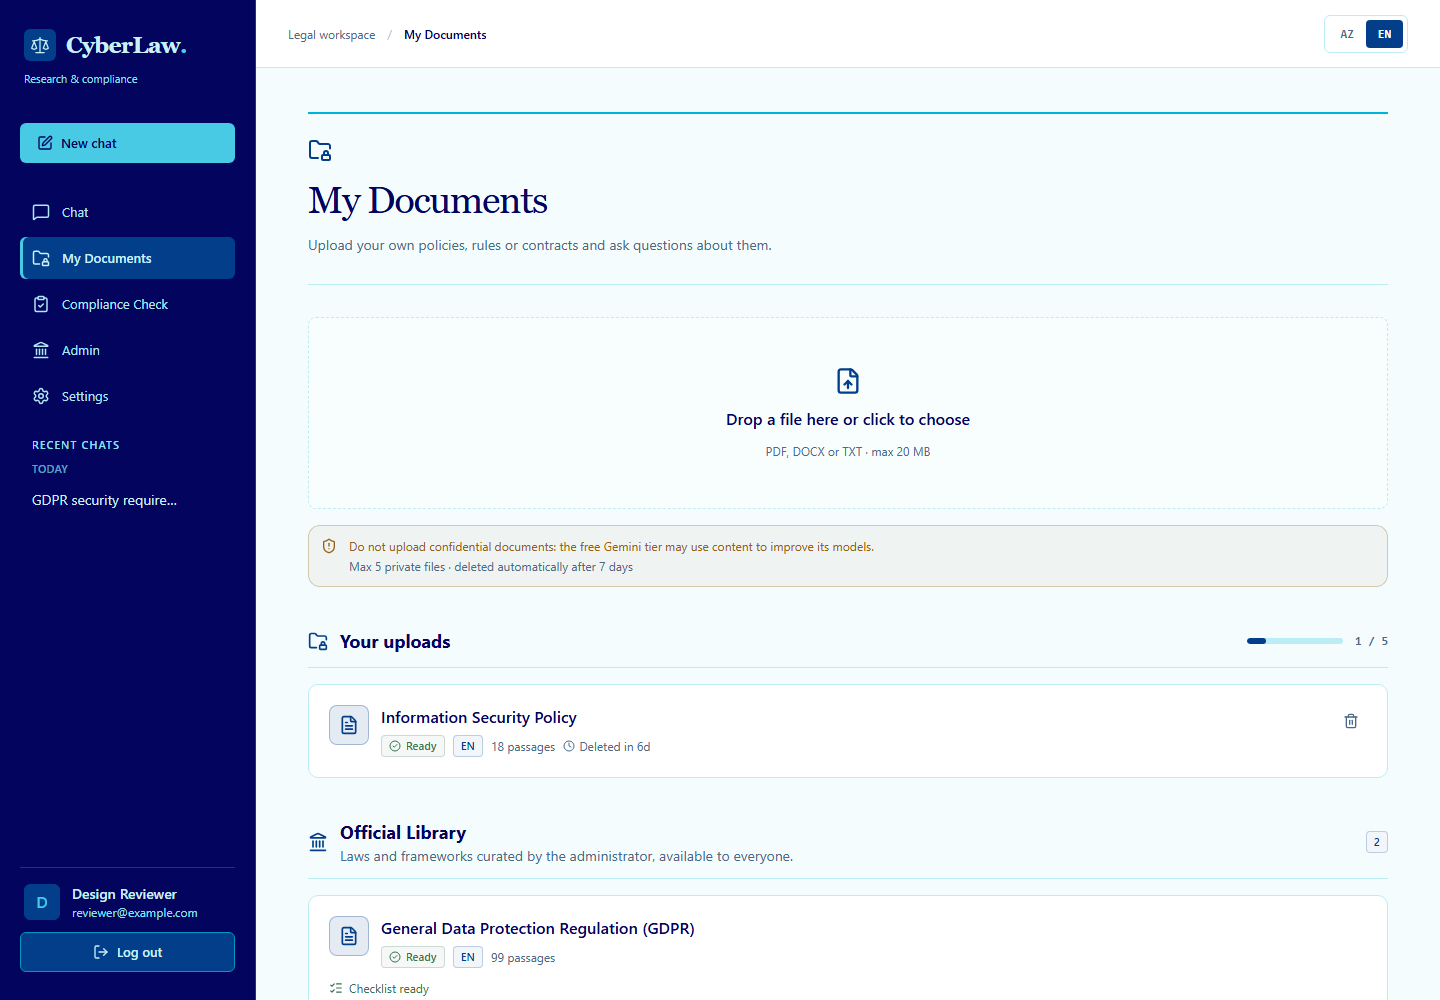 CyberLaw.
Research & compliance
New chat
Chat
My Documents
Compliance Check
Admin
Settings
RECENT CHATS
TODAY
GDPR security require...
D
Design Reviewer
reviewer@example.com
Log out
Legal workspace / My Documents
AZ EN
My Documents
Upload your own policies, rules or contracts and ask questions about them.
Drop a file here or click to choose
PDF, DOCX or TXT · max 20 MB
Do not upload confidential documents: the free Gemini tier may use content to improve its models.
Max 5 private files · deleted automatically after 7 days
Your uploads
1 / 5
Information Security Policy
Ready EN 18 passages Deleted in 6d
Official Library
Laws and frameworks curated by the administrator, available to everyone.
2
General Data Protection Regulation (GDPR)
Ready EN 99 passages
Checklist ready